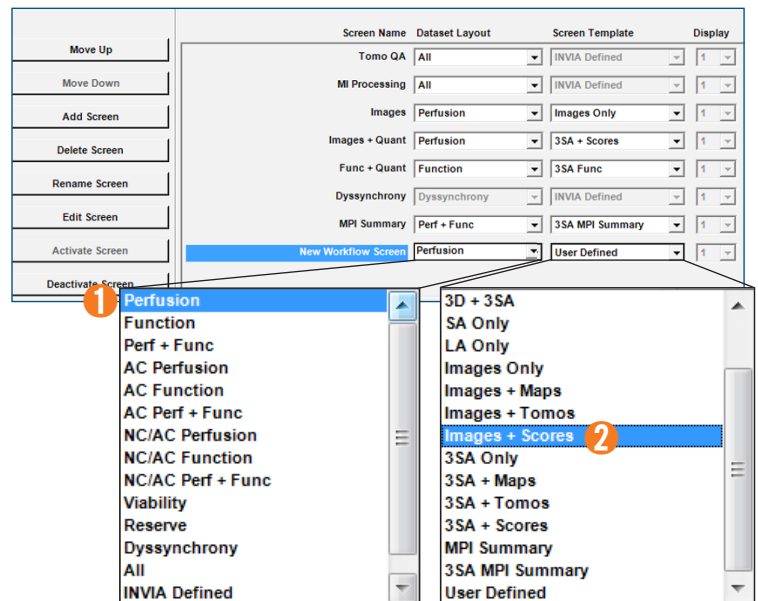 Screen Name Dataset Layout Screen Template Display
Move Up
Tomo QA All INVIA Defined 1
Move Down
MI Processing All INVIA Defined 1
Add Screen
Images Perfusion Images Only 1
Delete Screen
Images + Quant Perfusion 3SA + Scores 1
Rename Screen
Func + Quant Function 3SA Func 1
Edit Screen
Dyssynchrony Dyssynchrony INVIA Defined 1
MPI Summary Perf + Func 3SA MPI Summary 1
Activate Screen
New Workflow Screen Perfusion User Defined 1
Deactivate Screen
1
Perfusion
Function
Perf + Func
AC Perfusion
AC Function
AC Perf + Func
NC/AC Perfusion
NC/AC Function
NC/AC Perf + Func
Viability
Reserve
Dyssynchrony
All
INVIA Defined
3D + 3SA
SA Only
LA Only
Images Only
Images + Maps
Images + Tomos
Images + Scores 2
3SA Only
3SA + Maps
3SA + Tomos
3SA + Scores
MPI Summary
3SA MPI Summary
User Defined